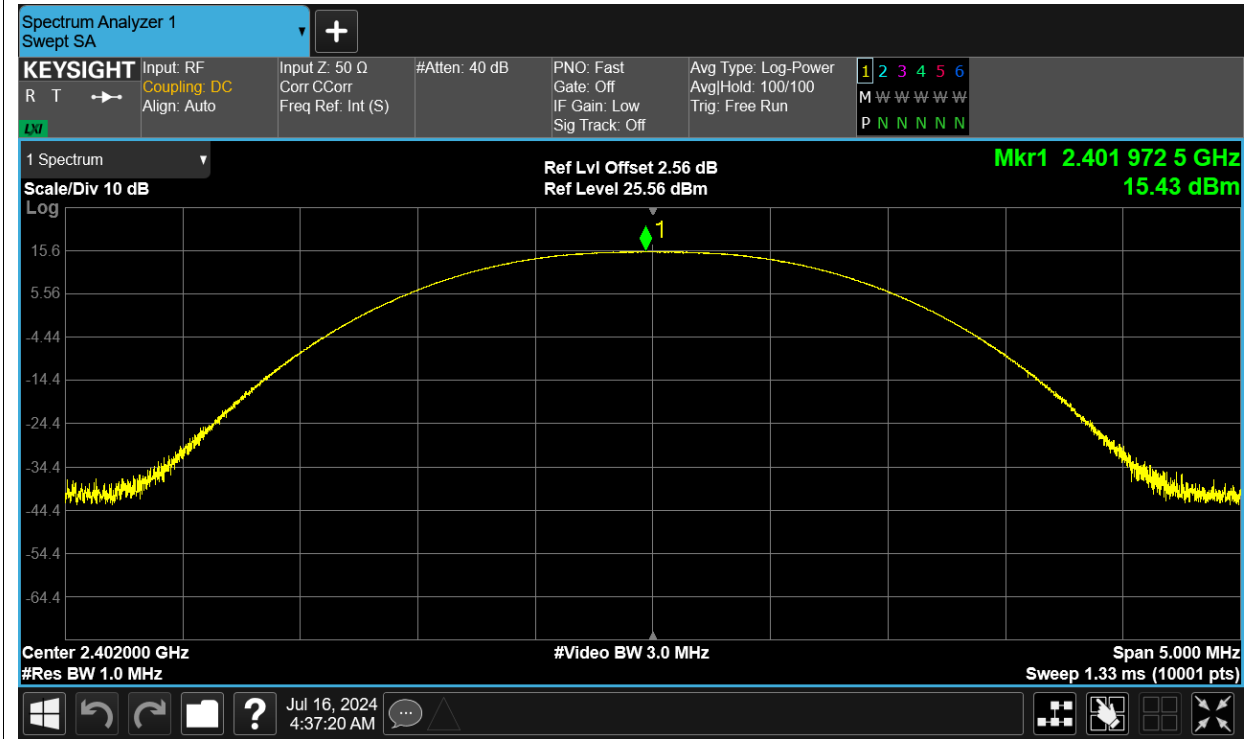 Spectrum Analyzer 1
Swept SA
+
KEYSIGHT
R T
LXI
Input: RF
Coupling: DC
Align: Auto
Input Z: 50 Ω
Corr CCorr
Freq Ref: Int (S)
#Atten: 40 dB
PNO: Fast
Gate: Off
IF Gain: Low
Sig Track: Off
Avg Type: Log-Power
Avg|Hold: 100/100
Trig: Free Run
1 2 3 4 5 6
M W W W W W
P N N N N N
1 Spectrum
Scale/Div 10 dB
Log
Ref Lvl Offset 2.56 dB
Ref Level 25.56 dBm
Mkr1 2.401 972 5 GHz
15.43 dBm
1
15.6
5.56
-4.44
-14.4
-24.4
-34.4
-44.4
-54.4
-64.4
Center 2.402000 GHz
#Video BW 3.0 MHz
Span 5.000 MHz
#Res BW 1.0 MHz
Sweep 1.33 ms (10001 pts)
?
Jul 16, 2024
4:37:20 AM